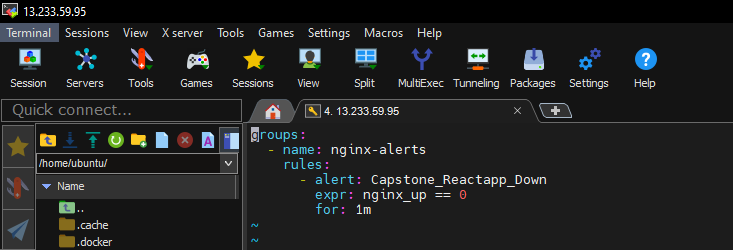 13.233.59.95
Terminal Sessions View X server Tools Games Settings Macros Help
Session Servers Tools Games Sessions View Split MultiExec Tunneling Packages Settings Help
Quick connect...
4. 13.233.59.95
/home/ubuntu/
Name
..
.cache
.docker
groups:
  - name: nginx-alerts
    rules:
      - alert: Capstone_Reactapp_Down
        expr: nginx_up == 0
        for: 1m
~
~